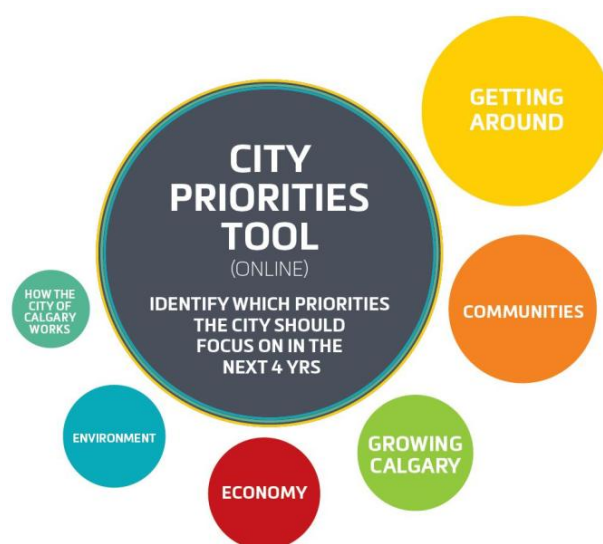 CITY
PRIORITIES
TOOL
(ONLINE)
IDENTIFY WHICH PRIORITIES
THE CITY SHOULD
FOCUS ON IN THE
NEXT 4 YRS
GETTING
AROUND
COMMUNITIES
GROWING
CALGARY
ECONOMY
ENVIRONMENT
HOW THE
CITY OF
CALGARY
WORKS